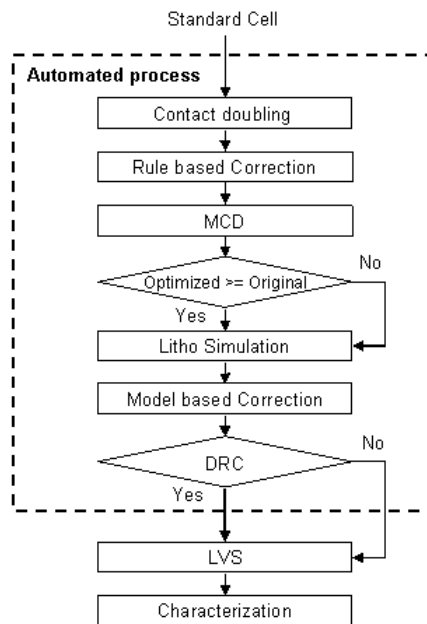 Standard Cell
Automated process
Contact doubling
Rule based Correction
MCD
Optimized >= Original
No
Yes
Litho Simulation
Model based Correction
DRC
No
Yes
LVS
Characterization